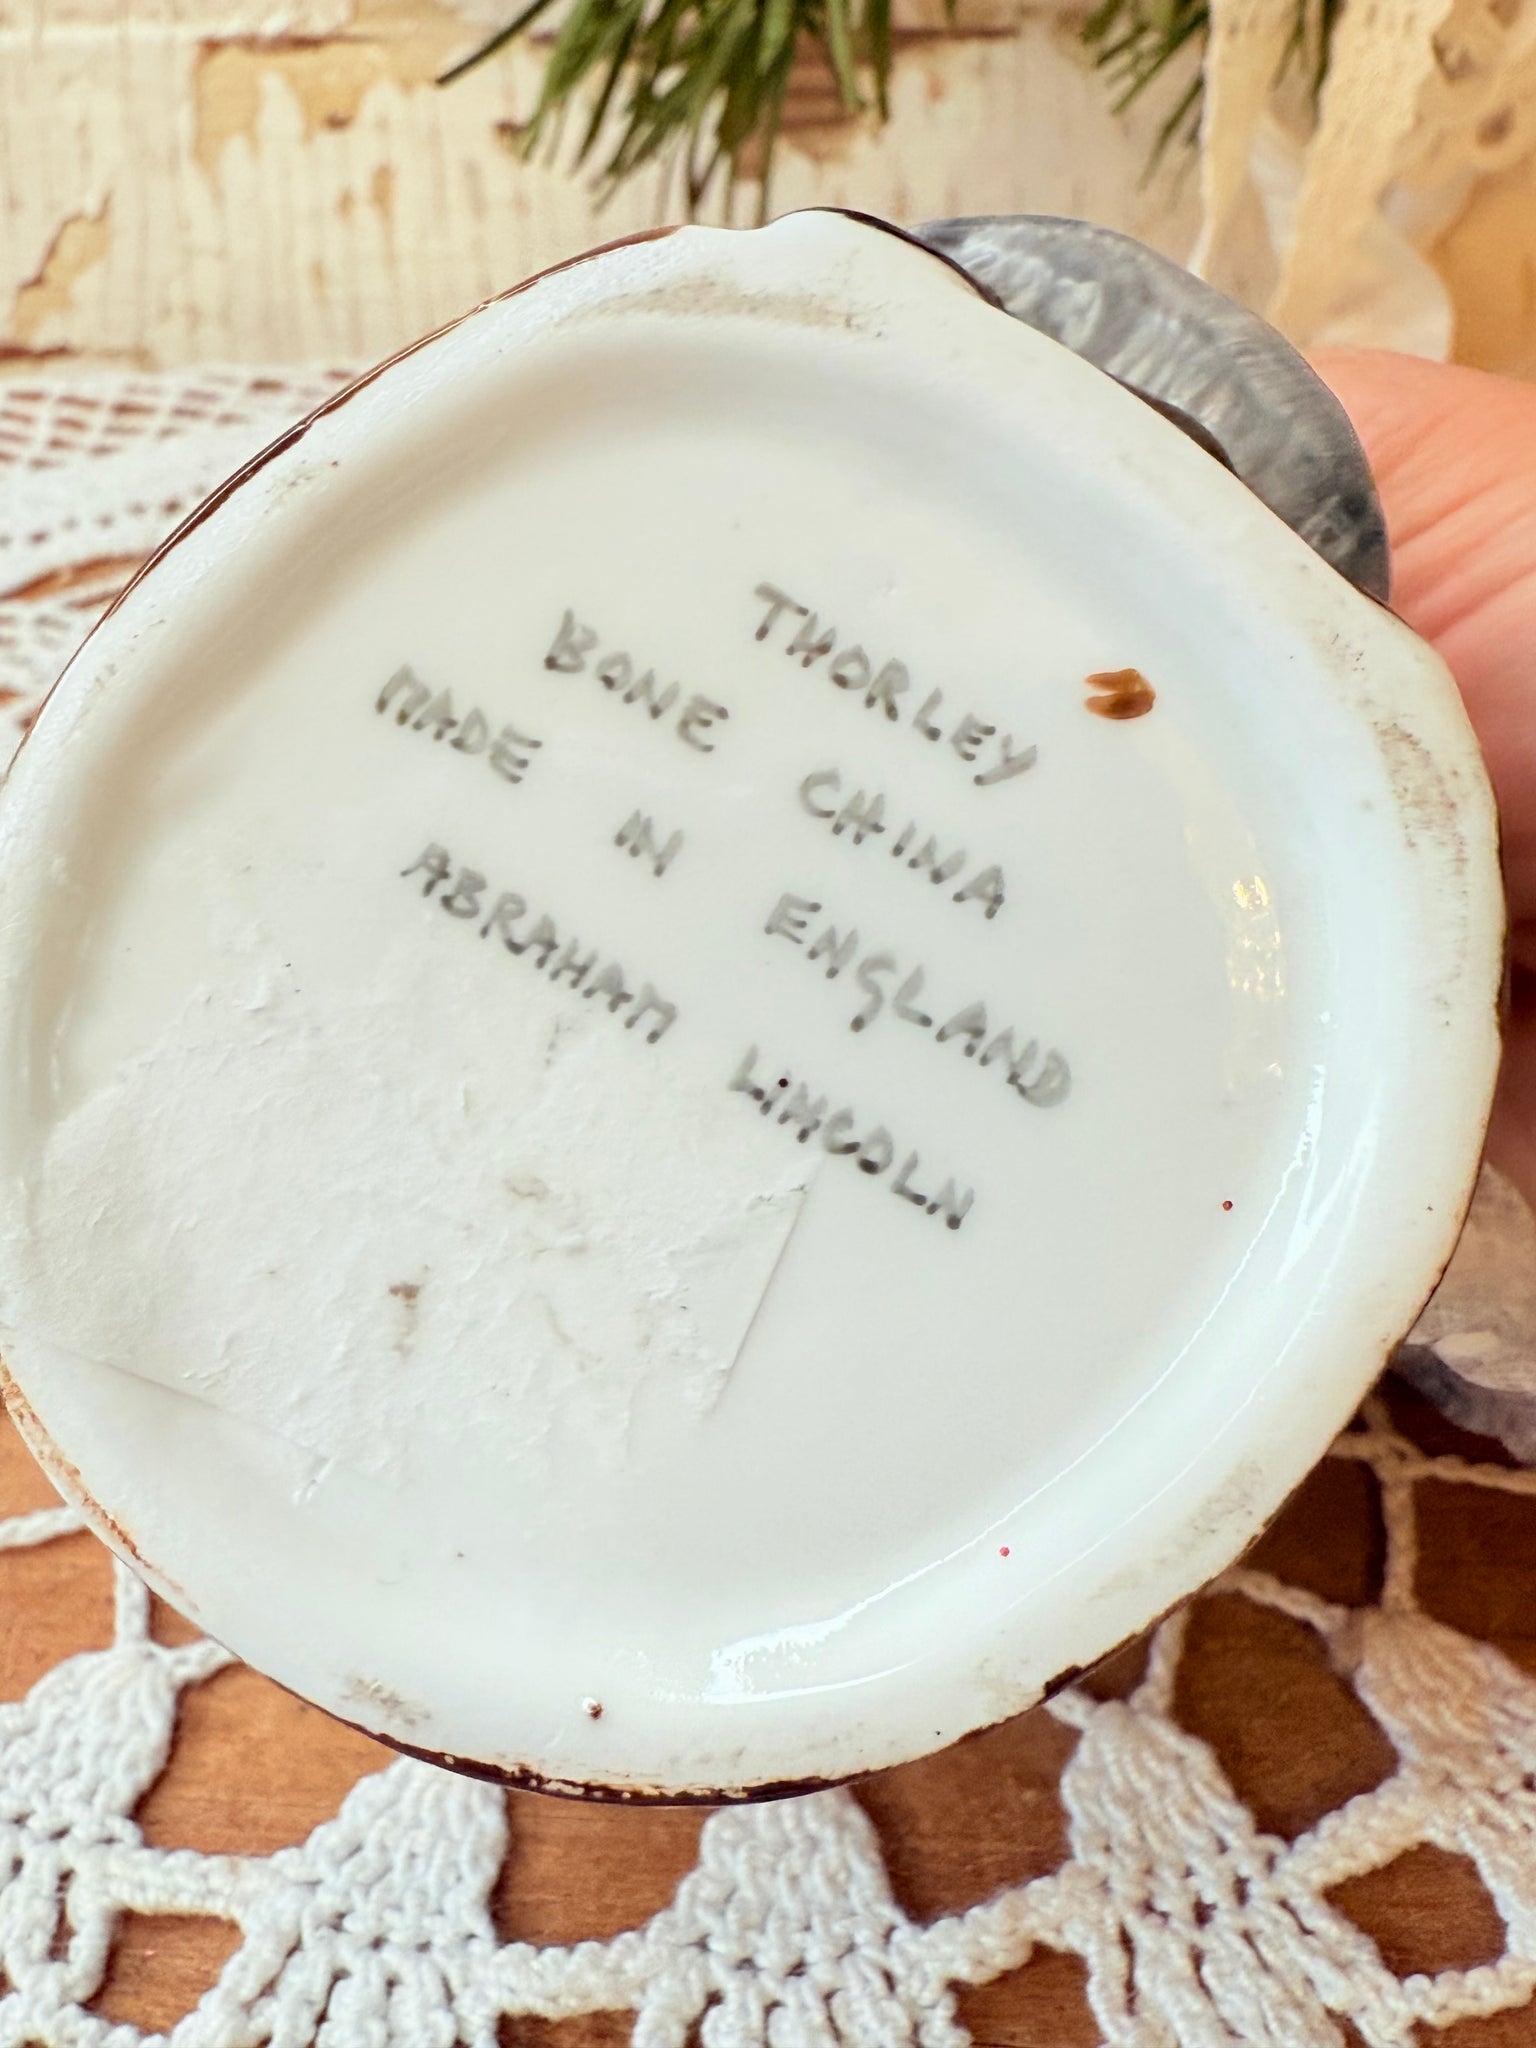 THORLEY
BONE CHINA
MADE IN ENGLAND
ABRAHAM LINCOLN